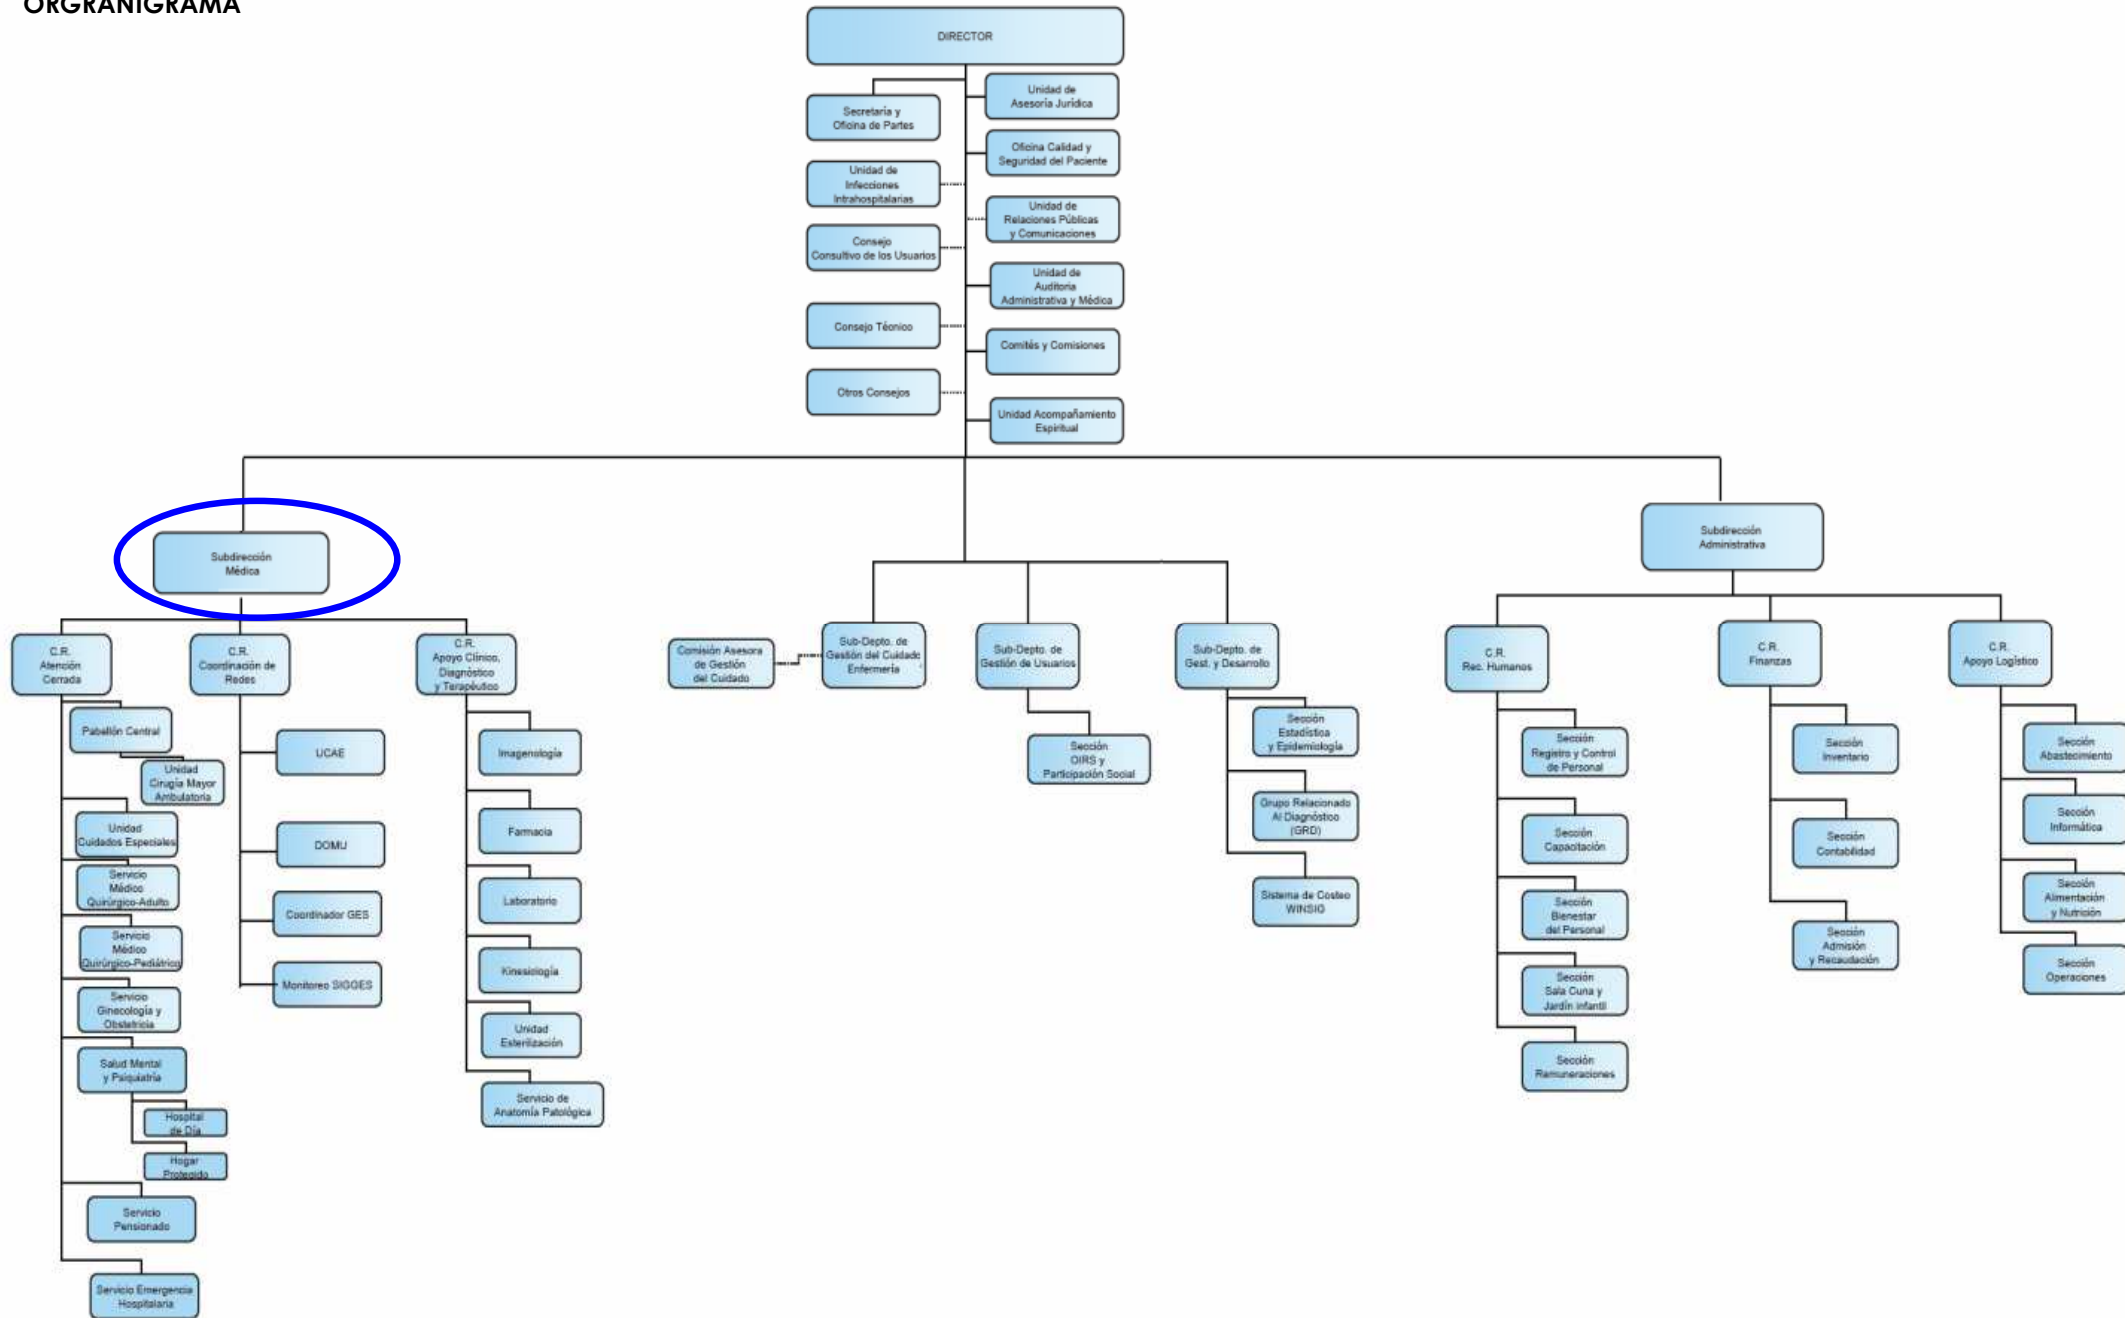 ORGRANIGRAMA
DIRECTOR
Secretaría y
Oficina de Partes
Unidad de
Asesoría Jurídica
Oficina Calidad y
Seguridad del Paciente
Unidad de
Infecciones
Intrahospitalarias
Unidad de
Relaciones Públicas
y Comunicaciones
Consejo
Consultivo de los Usuarios
Unidad de
Auditoria
Administrativa y Médica
Consejo Técnico
Comités y Comisiones
Otros Consejos
Unidad Acompañamiento
Espiritual
Subdirección
Médica
Subdirección
Administrativa
C.R.
Atención
Cerrada
C.R.
Coordinación de
Redes
C.R.
Apoyo Clínico,
Diagnóstico
y Terapéutico
Comisión Asesora
de Gestión
del Cuidado
Sub-Depto. de
Gestión del Cuidado
Enfermería
Sub-Depto. de
Gestión de Usuarios
Sub-Depto. de
Gest. y Desarrollo
C.R.
Rec. Humanos
C.R.
Finanzas
C.R.
Apoyo Logístico
Pabellón Central
Unidad
Cirugía Mayor
Ambulatoria
Unidad
Cuidados Especiales
Servicio
Médico
Quirúrgico-Adulto
Servicio
Médico
Quirúrgico-Pediátrico
Servicio
Ginecología y
Obstetricia
Salud Mental
y Psiquiatría
Hospital
de Día
Hogar
Protegido
Servicio
Pensionado
Servicio Emergencia
Hospitalaria
UCAE
DOMU
Coordinador GES
Monitoreo SIGGES
Imagenología
Farmacia
Laboratorio
Kinesiología
Unidad
Esterilización
Servicio de
Anatomía Patológica
Sección
OIRS y
Participación Social
Sección
Estadística
y Epidemiología
Grupo Relacionado
Al Diagnóstico
(GRD)
Sistema de Costeo
WINSIG
Sección
Registro y Control
de Personal
Sección
Capacitación
Sección
Bienestar
del Personal
Sección
Sala Cuna y
Jardín infantil
Sección
Remuneraciones
Sección
Inventario
Sección
Contabilidad
Sección
Admisión
y Recaudación
Sección
Abastecimiento
Sección
Informática
Sección
Alimentación
y Nutrición
Sección
Operaciones